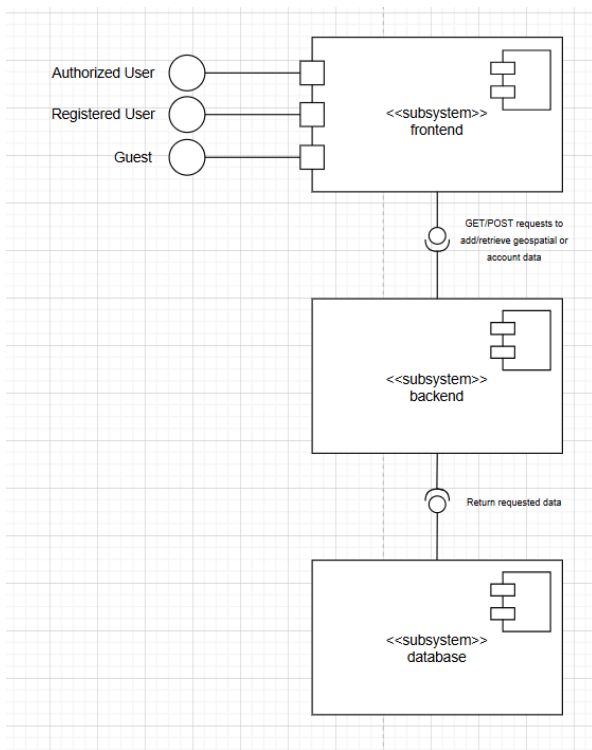 Authorized User
Registered User
Guest
<<subsystem>>
frontend
GET/POST requests to
add/retrieve geospatial or
account data
<<subsystem>>
backend
Return requested data
<<subsystem>>
database